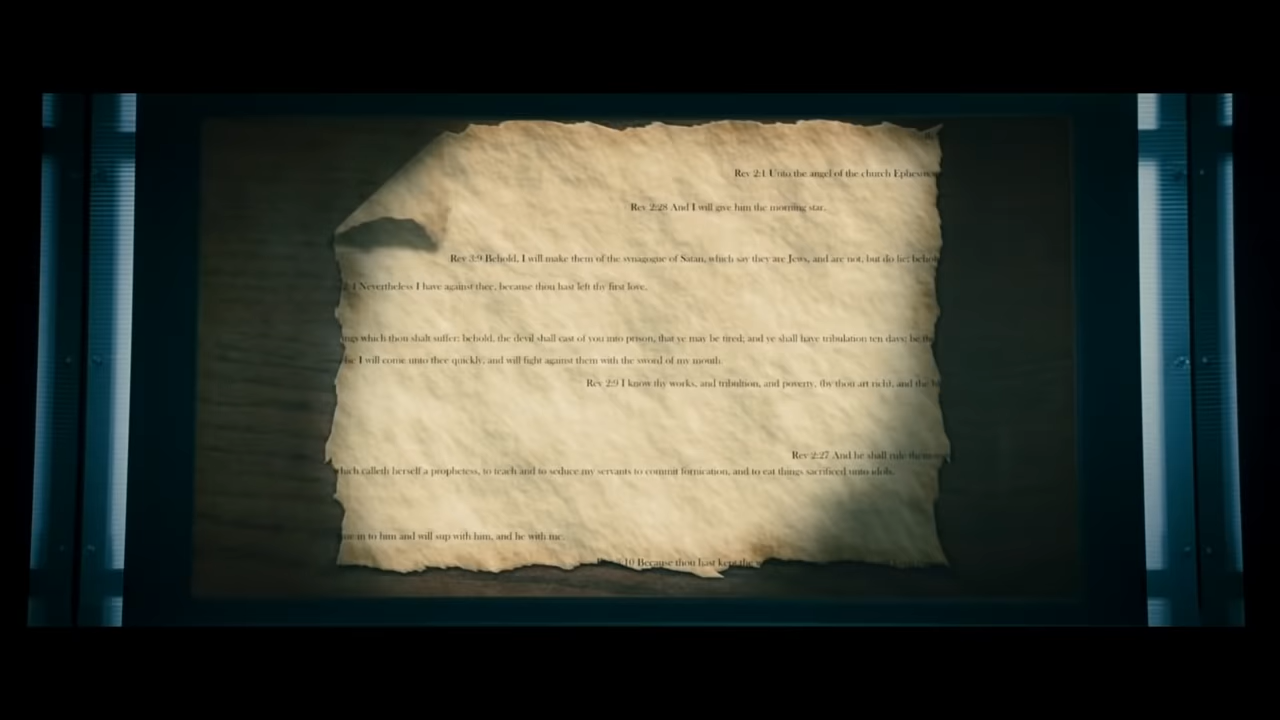 Rev 2:1 Unto the angel of the church Ephesus
Rev 2:28 And I will give him the morning star.
Rev 3:9 Behold, I will make them of the synagogue of Satan, which say they are Jews, and are not, but do lie; behold
2:4 Nevertheless I have against thee, because thou hast left thy first love.
ngs which thou shalt suffer: behold, the devil shall cast of you into prison, that ye may be tired; and ye shall have tribulation ten days: be
I will come unto thee quickly, and will fight against them with the sword of my mouth.
Rev 2:9 I know thy works, and tribultion, and poverty, (by thou art rich), and the
Rev 2:27 And he shall rule them
hich calleth herself a prophetess, to teach and to seduce my servants to commit fornication, and to eat things sacrificed unto idols.
in to him and will sup with him, and he with me.
:10 Because thou hast kept the